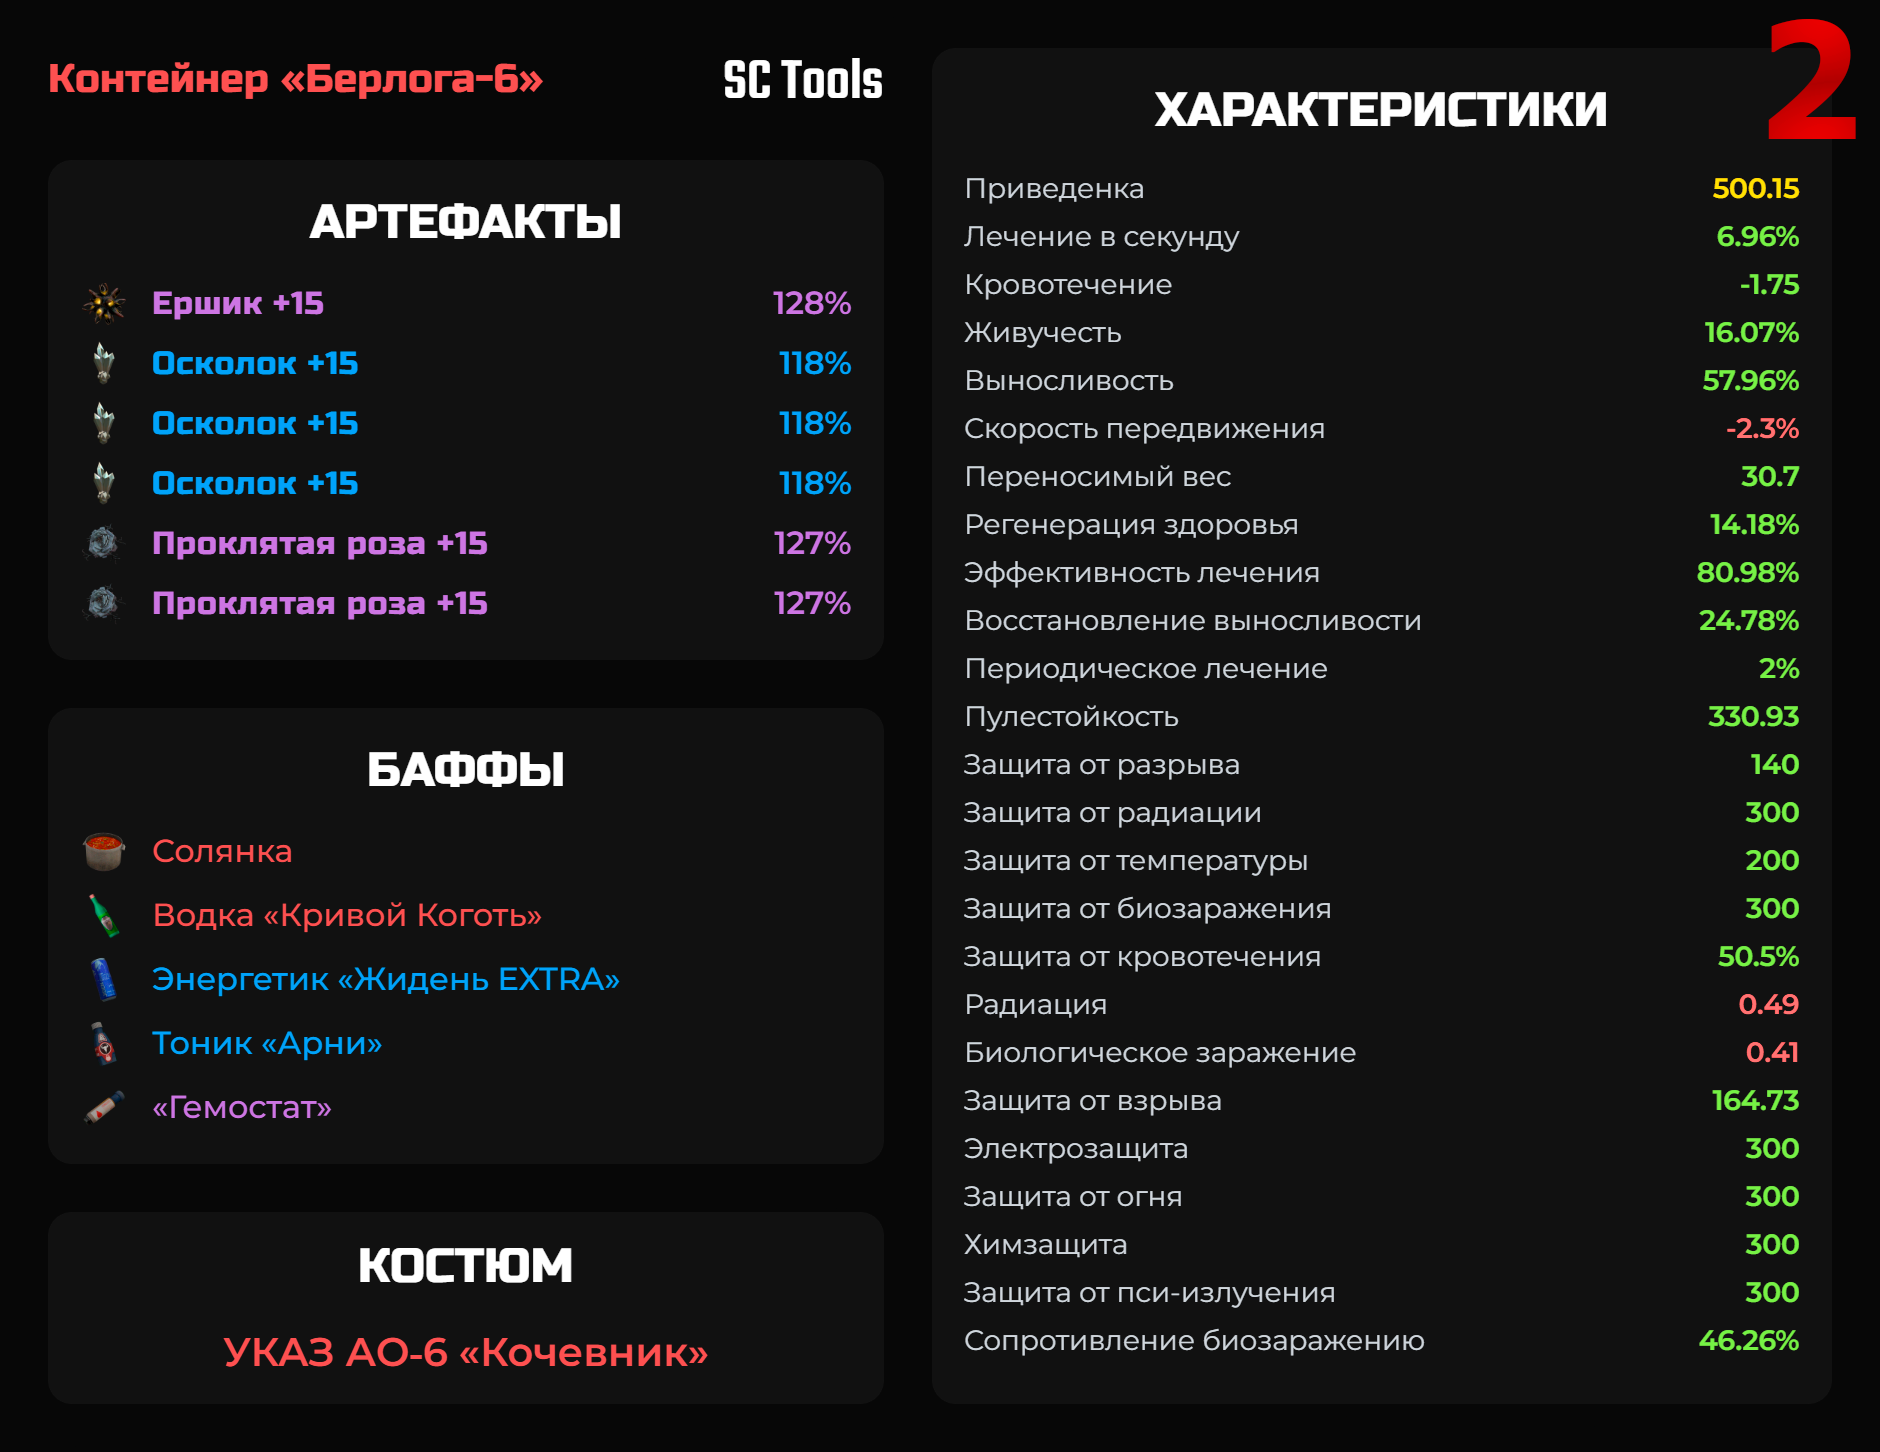 Контейнер «Берлога-6»
SC Tools
АРТЕФАКТЫ
Ершик +15 128%
Осколок +15 118%
Осколок +15 118%
Осколок +15 118%
Проклятая роза +15 127%
Проклятая роза +15 127%
БАФФЫ
Солянка
Водка «Кривой Коготь»
Энергетик «Жидень EXTRA»
Тоник «Арни»
«Гемостат»
КОСТЮМ
УКАЗ АО-6 «Кочевник»
2
ХАРАКТЕРИСТИКИ
Приведенка 500.15
Лечение в секунду 6.96%
Кровотечение -1.75
Живучесть 16.07%
Выносливость 57.96%
Скорость передвижения -2.3%
Переносимый вес 30.7
Регенерация здоровья 14.18%
Эффективность лечения 80.98%
Восстановление выносливости 24.78%
Периодическое лечение 2%
Пулестойкость 330.93
Защита от разрыва 140
Защита от радиации 300
Защита от температуры 200
Защита от биозаражения 300
Защита от кровотечения 50.5%
Радиация 0.49
Биологическое заражение 0.41
Защита от взрыва 164.73
Электрозащита 300
Защита от огня 300
Химзащита 300
Защита от пси-излучения 300
Сопротивление биозаражению 46.26%